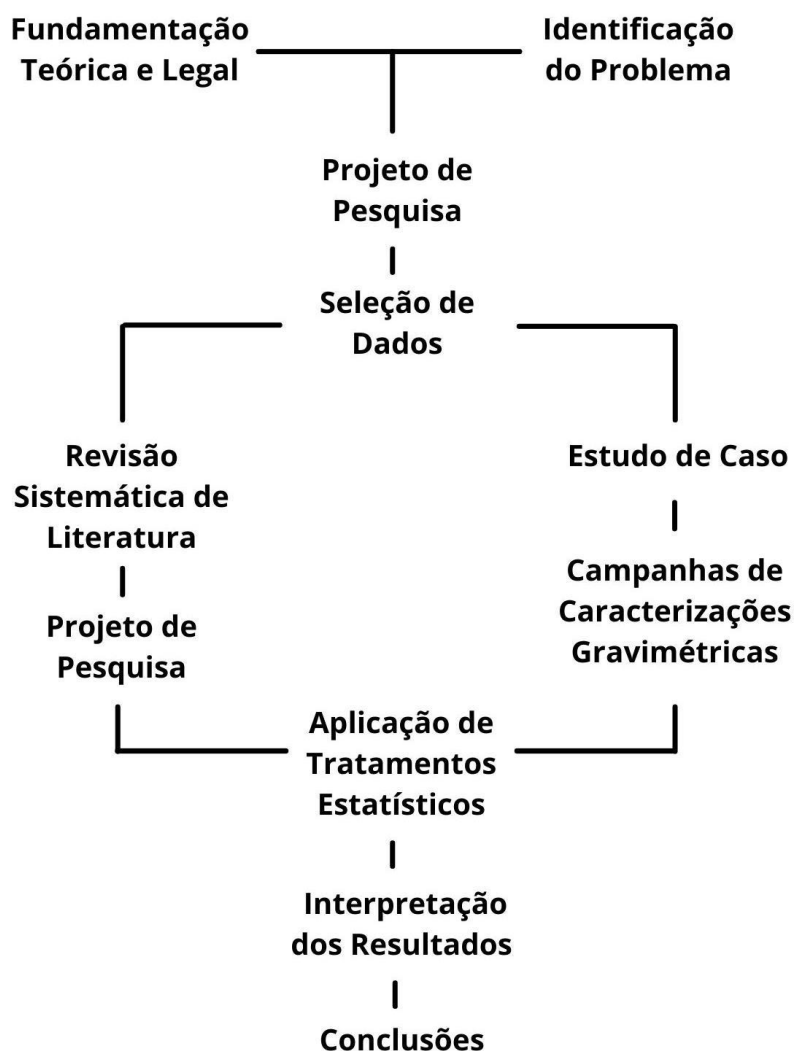 Fundamentação
Teórica e Legal
Identificação
do Problema
Projeto de
Pesquisa
Seleção de
Dados
Revisão
Sistemática de
Literatura
Projeto de
Pesquisa
Estudo de Caso
Campanhas de
Caracterizações
Gravimétricas
Aplicação de
Tratamentos
Estatísticos
Interpretação
dos Resultados
Conclusões